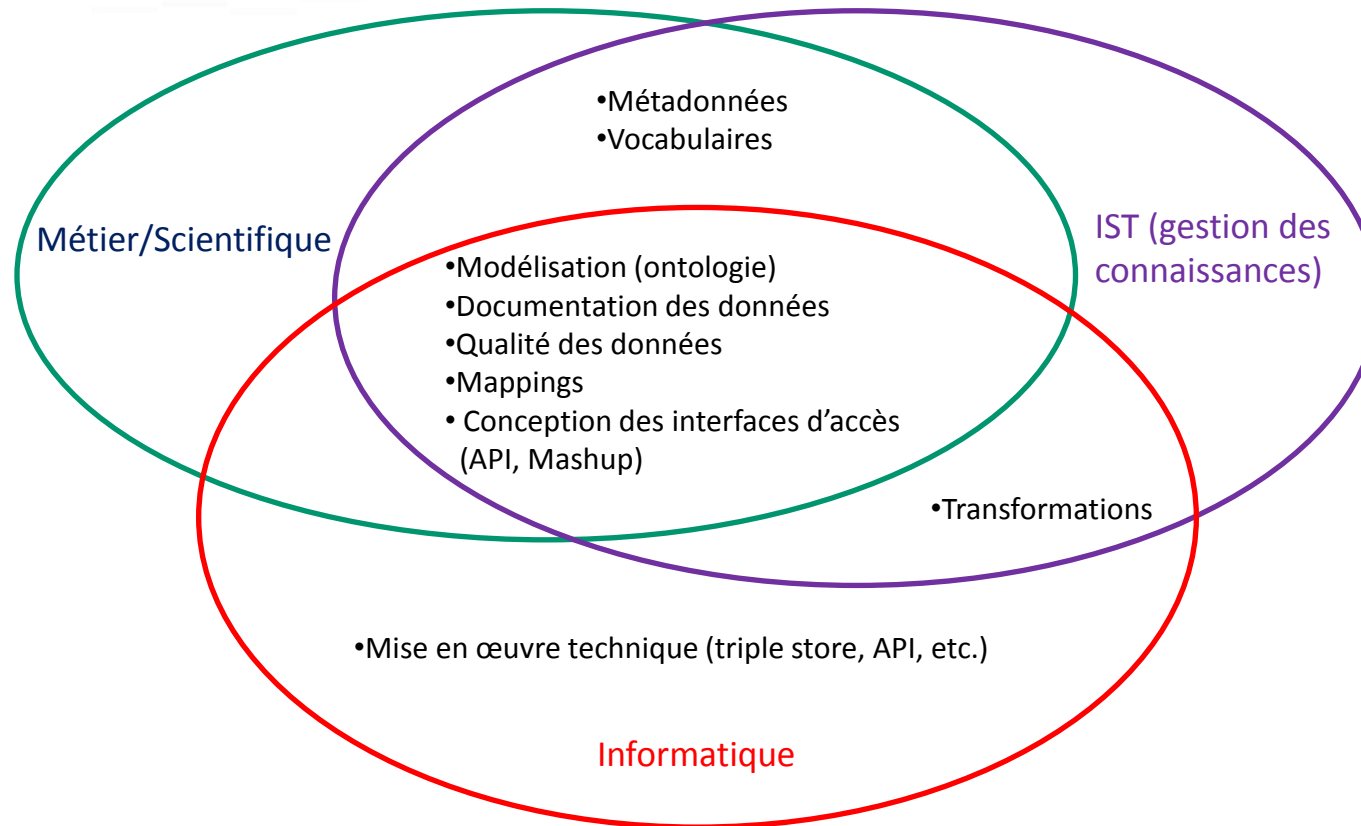 •Métadonnées
•Vocabulaires
Métier/Scientifique
IST (gestion des
connaissances)
•Modélisation (ontologie)
•Documentation des données
•Qualité des données
•Mappings
• Conception des interfaces d’accès
(API, Mashup)
•Transformations
•Mise en œuvre technique (triple store, API, etc.)
Informatique